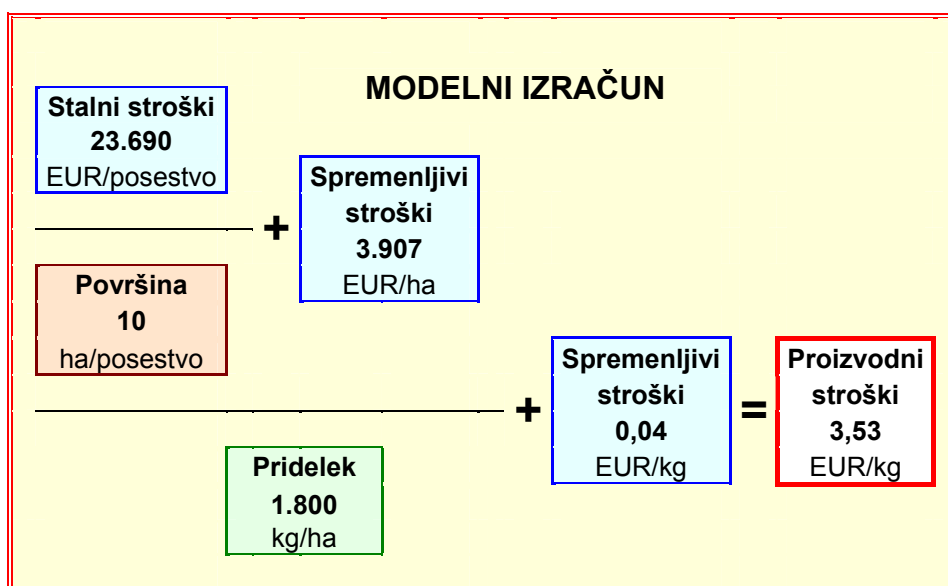 MODELNI IZRAČUN
Stalni stroški
23.690
EUR/posestvo
+
Spremenljivi
stroški
3.907
EUR/ha
Površina
10
ha/posestvo
+
Spremenljivi
stroški
0,04
EUR/kg
=
Proizvodni
stroški
3,53
EUR/kg
Pridelek
1.800
kg/ha